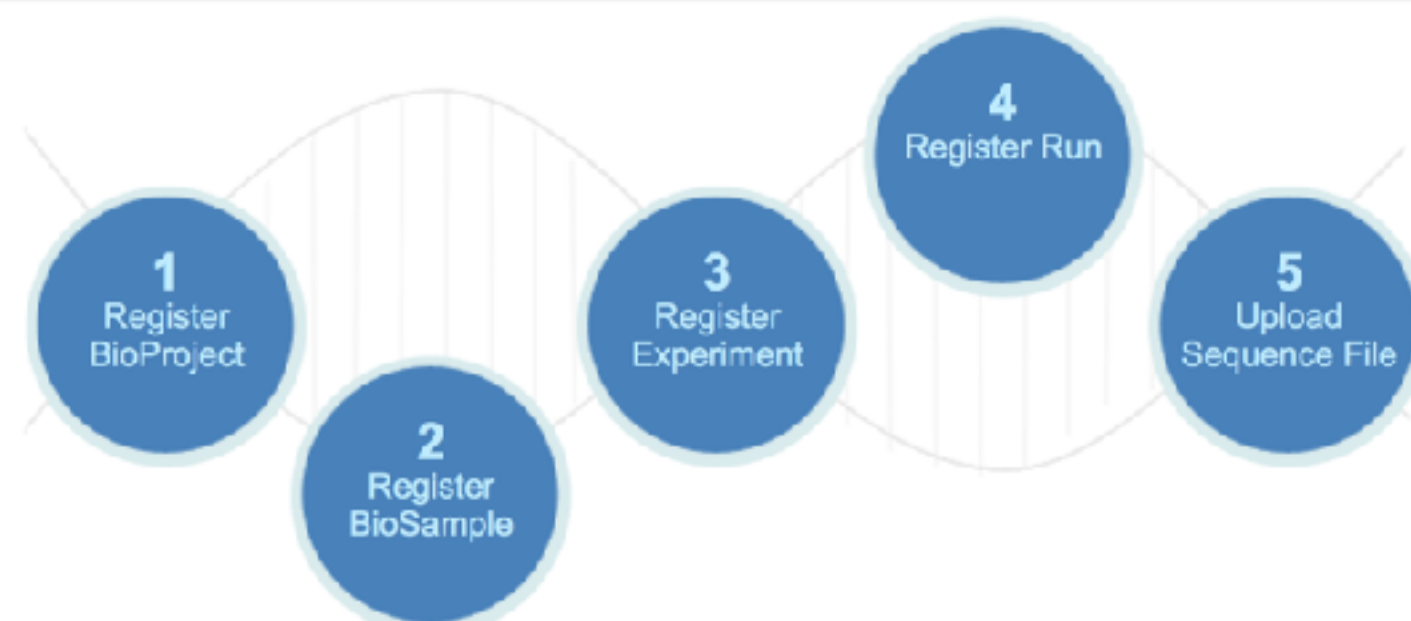 1
Register
BioProject
2
Register
BioSample
3
Register
Experiment
4
Register Run
5
Upload
Sequence File